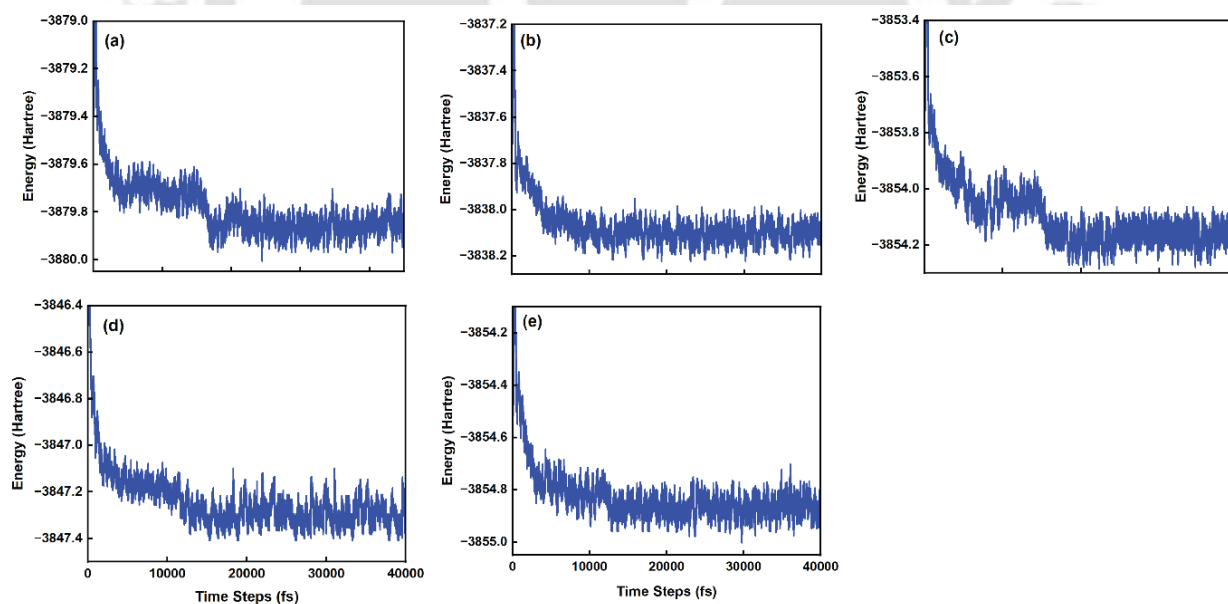 (a)
Energy (Hartree)
−3879.0
−3879.2
−3879.4
−3879.6
−3879.8
−3880.0
(b)
Energy (Hartree)
−3837.2
−3837.4
−3837.6
−3837.8
−3838.0
−3838.2
(c)
Energy (Hartree)
−3853.4
−3853.6
−3853.8
−3854.0
−3854.2
(d)
Energy (Hartree)
−3846.4
−3846.6
−3846.8
−3847.0
−3847.2
−3847.4
0 10000 20000 30000 40000
Time Steps (fs)
(e)
Energy (Hartree)
−3854.2
−3854.4
−3854.6
−3854.8
−3855.0
0 10000 20000 30000 40000
Time Steps (fs)